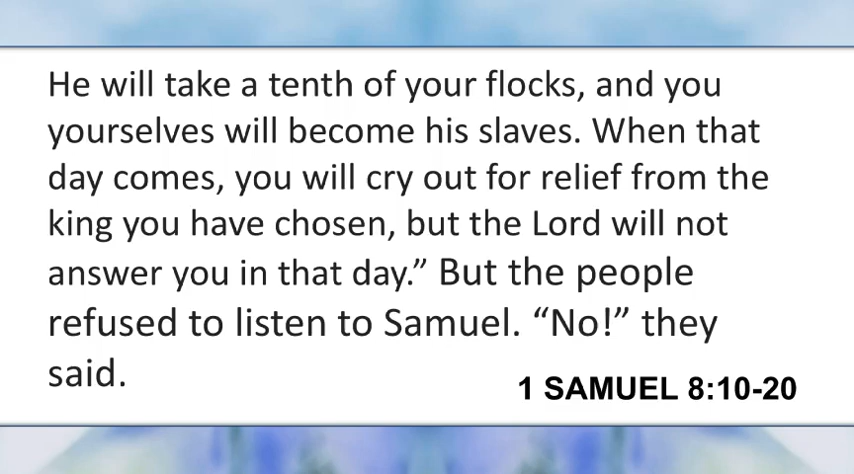 He will take a tenth of your flocks, and you
yourselves will become his slaves. When that
day comes, you will cry out for relief from the
king you have chosen, but the Lord will not
answer you in that day.” But the people
refused to listen to Samuel. “No!” they
said.
1 SAMUEL 8:10-20